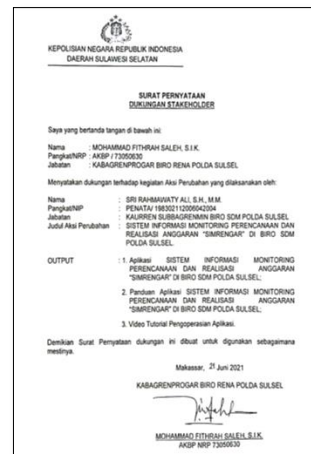 KEPOLISIAN NEGARA REPUBLIK INDONESIA
DAERAH SULAWESI SELATAN
SURAT PERNYATAAN
DUKUNGAN STAKEHOLDER
Saya yang bertanda tangan di bawah ini:
Nama : MOHAMMAD FITHRAH SALEH, S.I.K.
Pangkat/NRP : AKBP / 73050630
Jabatan : KABAGRENPROGAR BIRO RENA POLDA SULSEL
Menyatakan dukungan terhadap kegiatan Aksi Perubahan yang dilaksanakan oleh:
Nama : SRI RAHMAWATY ALI, S.H., M.M.
Pangkat/NIP : PENATA/ 198302112006042004
Jabatan : KAURREN SUBBAGRENMIN BIRO SDM POLDA SULSEL
Judul Aksi Perubahan : SISTEM INFORMASI MONITORING PERENCANAAN DAN
REALISASI ANGGARAN "SIMRENGAR" DI BIRO SDM
POLDA SULSEL.
OUTPUT : 1. Aplikasi SISTEM INFORMASI MONITORING
PERENCANAAN DAN REALISASI ANGGARAN
"SIMRENGAR" DI BIRO SDM POLDA SULSEL;
2. Panduan Aplikasi SISTEM INFORMASI MONITORING
PERENCANAAN DAN REALISASI ANGGARAN
"SIMRENGAR" DI BIRO SDM POLDA SULSEL;
3. Video Tutorial Pengoperasian Aplikasi.
Demikian Surat Pernyataan dukungan ini dibuat untuk digunakan sebagaimana
mestinya.
Makassar, 21 Juni 2021
KABAGRENPROGAR BIRO RENA POLDA SULSEL
MOHAMMAD FITHRAH SALEH, S.I.K.
AKBP NRP 73050630